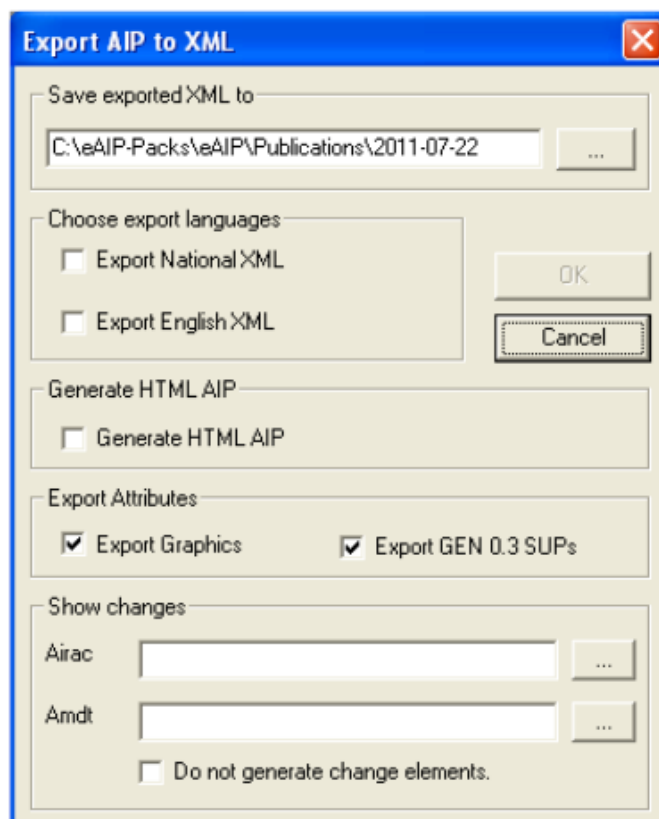 Export AIP to XML
Save exported XML to
C:\eAIP-Packs\eAIP\Publications\2011-07-22
...
Choose export languages
Export National XML
Export English XML
OK
Cancel
Generate HTML AIP
Generate HTML AIP
Export Attributes
Export Graphics
Export GEN 0.3 SUPs
Show changes
Airac
...
Amdt
...
Do not generate change elements.